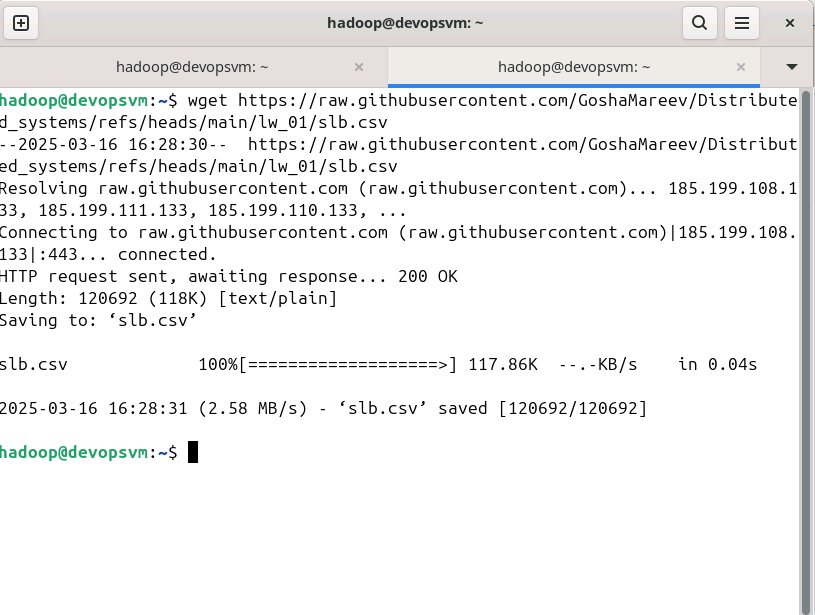 hadoop@devopsvm: ~
hadoop@devopsvm: ~
hadoop@devopsvm: ~
hadoop@devopsvm:~$ wget https://raw.githubusercontent.com/GoshaMareev/Distribute
d_systems/refs/heads/main/lw_01/slb.csv
--2025-03-16 16:28:30--  https://raw.githubusercontent.com/GoshaMareev/Distribut
ed_systems/refs/heads/main/lw_01/slb.csv
Resolving raw.githubusercontent.com (raw.githubusercontent.com)... 185.199.108.1
33, 185.199.111.133, 185.199.110.133, ...
Connecting to raw.githubusercontent.com (raw.githubusercontent.com)|185.199.108.
133|:443... connected.
HTTP request sent, awaiting response... 200 OK
Length: 120692 (118K) [text/plain]
Saving to: ‘slb.csv’
slb.csv             100%[===================>] 117.86K  --.-KB/s    in 0.04s
2025-03-16 16:28:31 (2.58 MB/s) - ‘slb.csv’ saved [120692/120692]
hadoop@devopsvm:~$